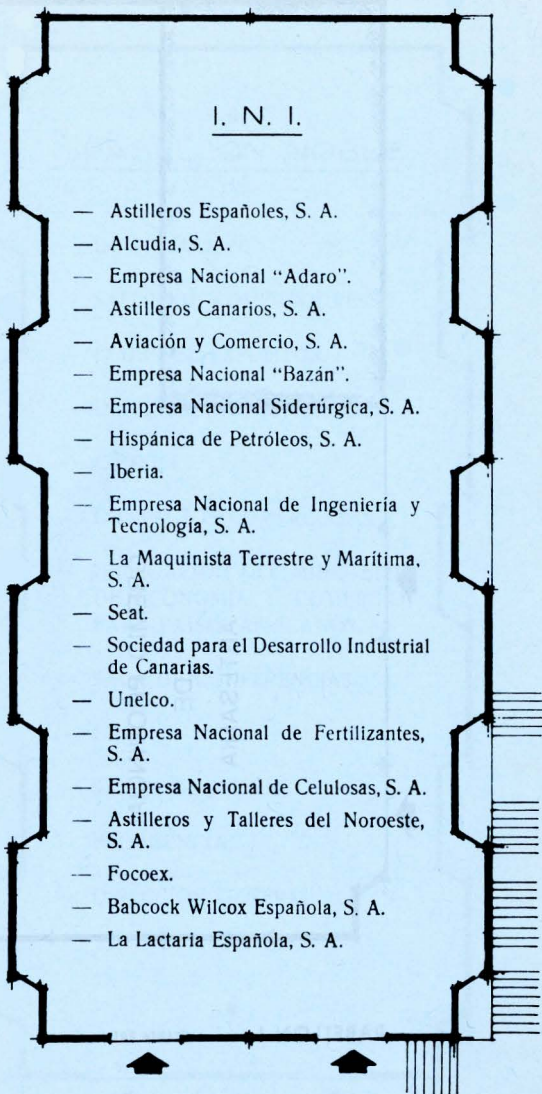 I. N. I.
— Astilleros Españoles, S. A.
— Alcudia, S. A.
— Empresa Nacional "Adaro".
— Astilleros Canarios, S. A.
— Aviación y Comercio, S. A.
— Empresa Nacional "Bazán".
— Empresa Nacional Siderúrgica, S. A.
— Hispánica de Petróleos, S. A.
— Iberia.
— Empresa Nacional de Ingeniería y
Tecnología, S. A.
— La Maquinista Terrestre y Marítima,
S. A.
— Seat.
— Sociedad para el Desarrollo Industrial
de Canarias.
— Unelco.
— Empresa Nacional de Fertilizantes,
S. A.
— Empresa Nacional de Celulosas, S. A.
— Astilleros y Talleres del Noroeste,
S. A.
— Focoex.
— Babcock Wilcox Española, S. A.
— La Lactaria Española, S. A.